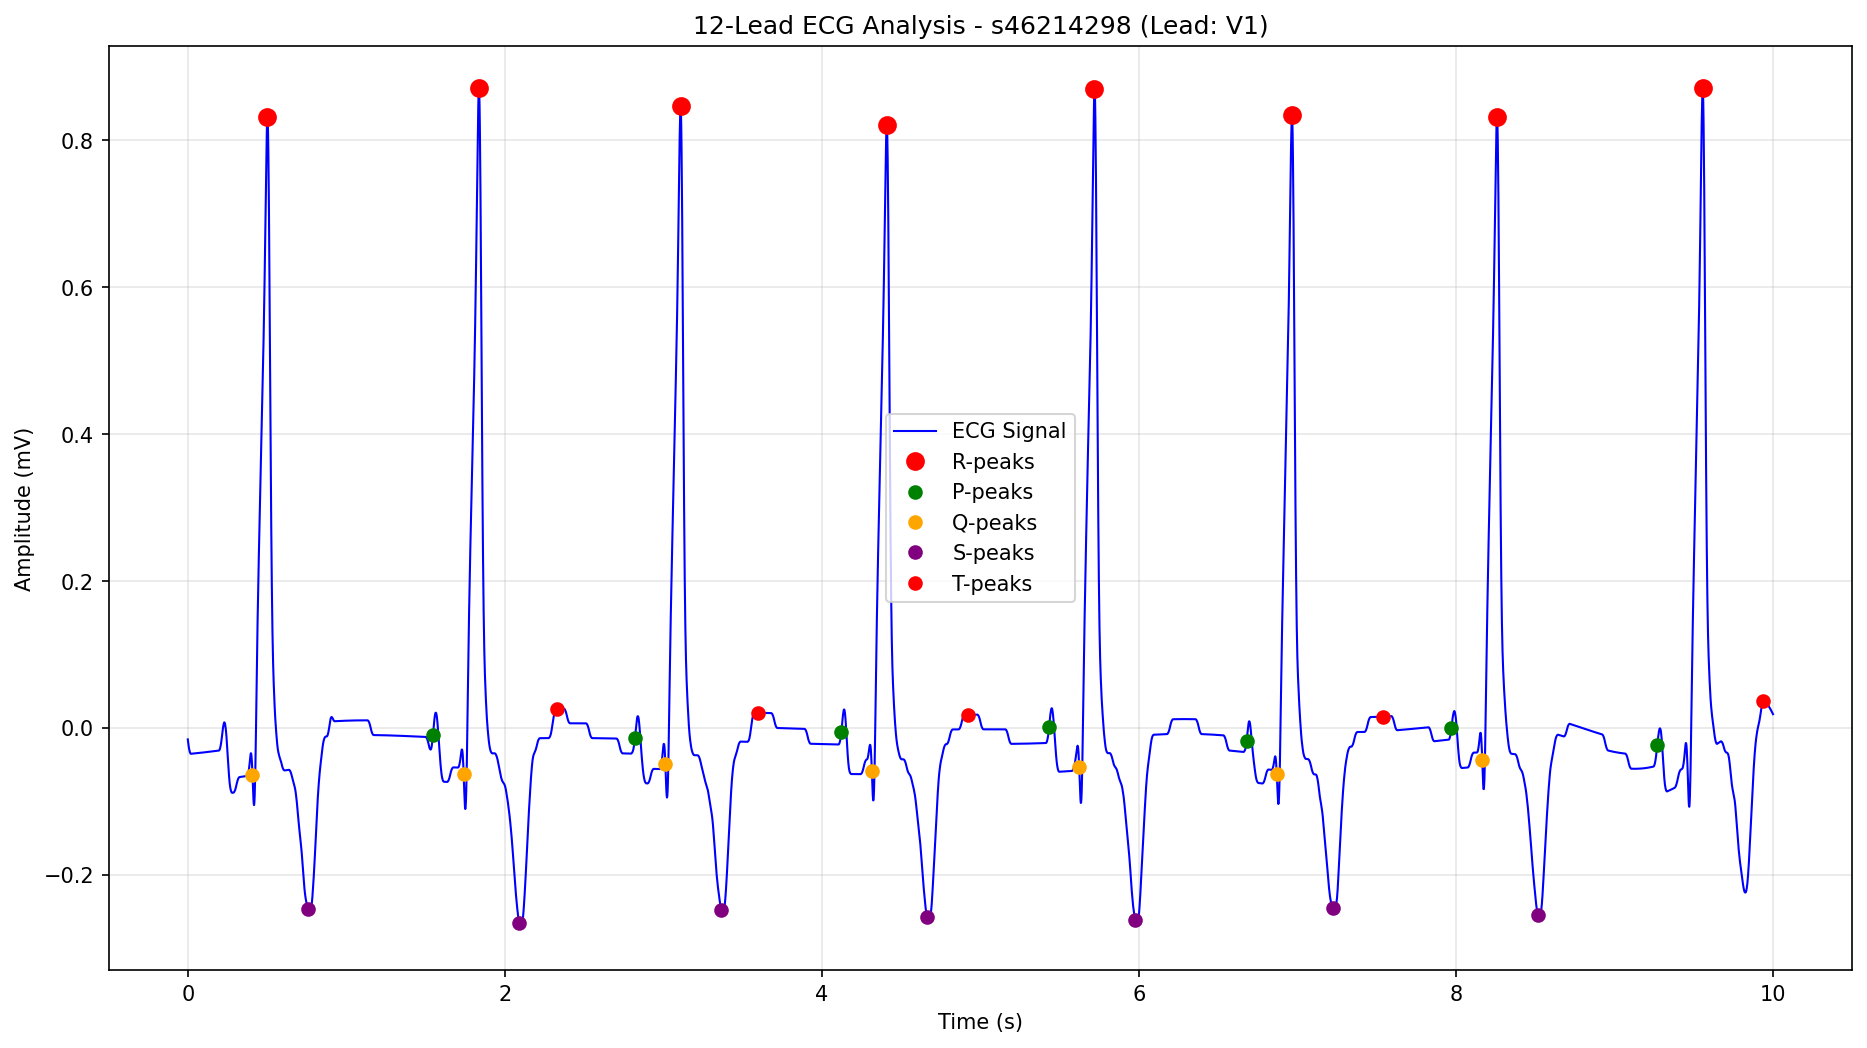 12-Lead ECG Analysis - s46214298 (Lead: V1)
Amplitude (mV)
0.8
0.6
0.4
0.2
0.0
−0.2
ECG Signal
R-peaks
P-peaks
Q-peaks
S-peaks
T-peaks
0 2 4 6 8 10
Time (s)